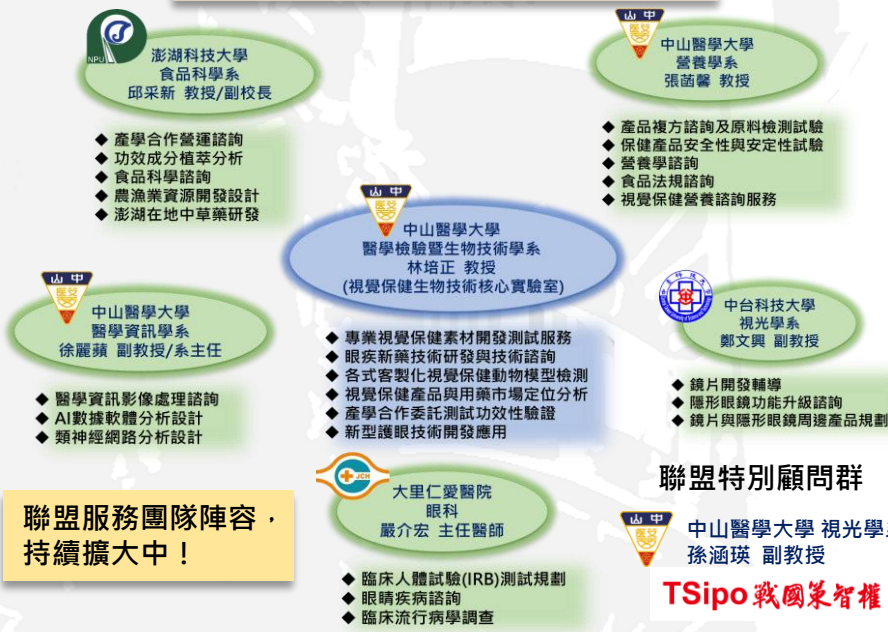 NPU
澎湖科技大學
食品科學系
邱采新 教授/副校長
◆ 產學合作營運諮詢
◆ 功效成分植萃分析
◆ 食品科學諮詢
◆ 農漁業資源開發設計
◆ 澎湖在地中草藥研發
山中
醫
中山醫學大學
營養學系
張菡馨 教授
◆ 產品複方諮詢及原料檢測試驗
◆ 保健產品安全性與安定性試驗
◆ 營養學諮詢
◆ 食品法規諮詢
◆ 視覺保健營養諮詢服務
山中
醫
中山醫學大學
醫學檢驗暨生物技術學系
林培正 教授
(視覺保健生物技術核心實驗室)
◆ 專業視覺保健素材開發測試服務
◆ 眼疾新藥技術研發與技術諮詢
◆ 各式客製化視覺保健動物模型檢測
◆ 視覺保健產品與用藥市場定位分析
◆ 產學合作委託測試功效性驗證
◆ 新型護眼技術開發應用
山中
醫
中山醫學大學
醫學資訊學系
徐麗蘋 副教授/系主任
◆ 醫學資訊影像處理諮詢
◆ AI數據軟體分析設計
◆ 類神經網路分析設計
中台科技大學
視光學系
鄭文興 副教授
◆ 鏡片開發輔導
◆ 隱形眼鏡功能升級諮詢
◆ 鏡片與隱形眼鏡周邊產品規劃
JCH
大里仁愛醫院
眼科
嚴介宏 主任醫師
◆ 臨床人體試驗(IRB)測試規劃
◆ 眼睛疾病諮詢
◆ 臨床流行病學調查
聯盟服務團隊陣容，
持續擴大中！
聯盟特別顧問群
山中
醫
中山醫學大學 視光學系
孫涵瑛 副教授
TSipo 戰國策智權